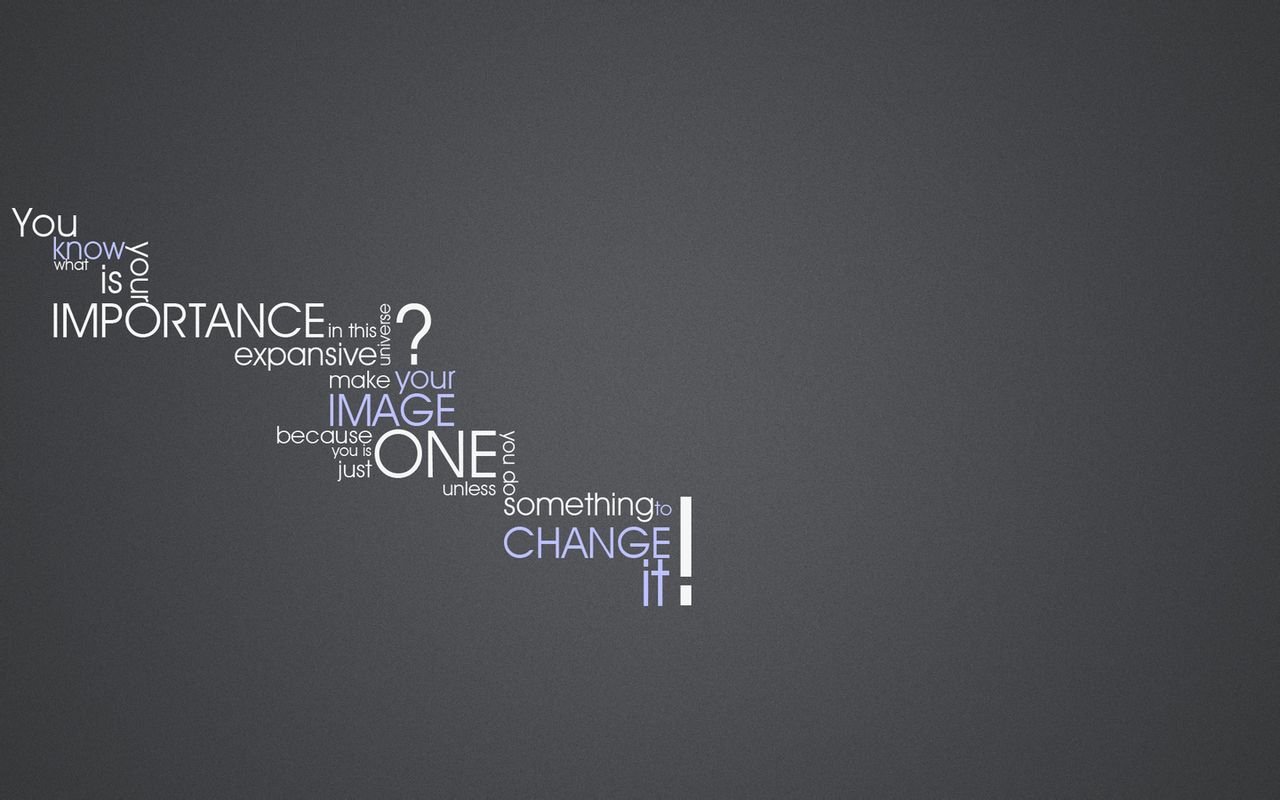 You
know
what
is
your
IMPORTANCE
in this
expansive
universe
?
make your
IMAGE
because
you is
just
ONE
unless
you do
something to
CHANGE
it!